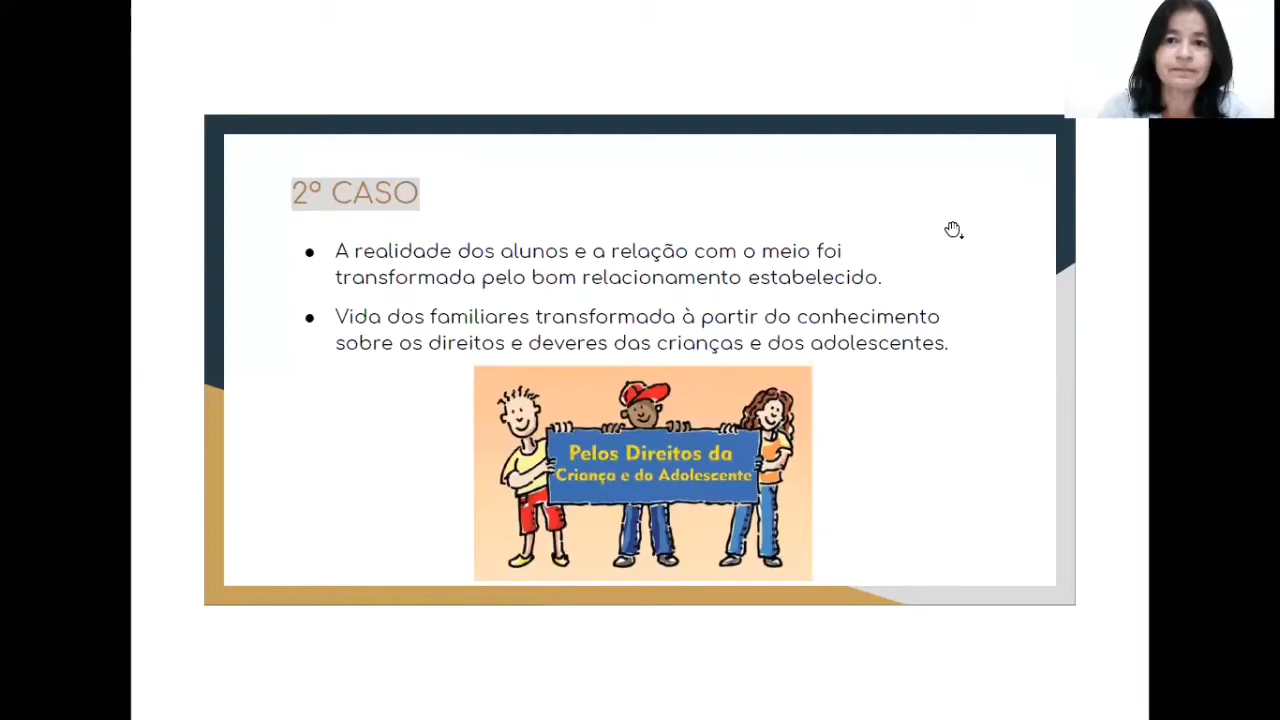 2º CASO
● A realidade dos alunos e a relação com o meio foi
transformada pelo bom relacionamento estabelecido.
● Vida dos familiares transformada à partir do conhecimento
sobre os direitos e deveres das crianças e dos adolescentes.
Pelos Direitos da
Criança e do Adolescente